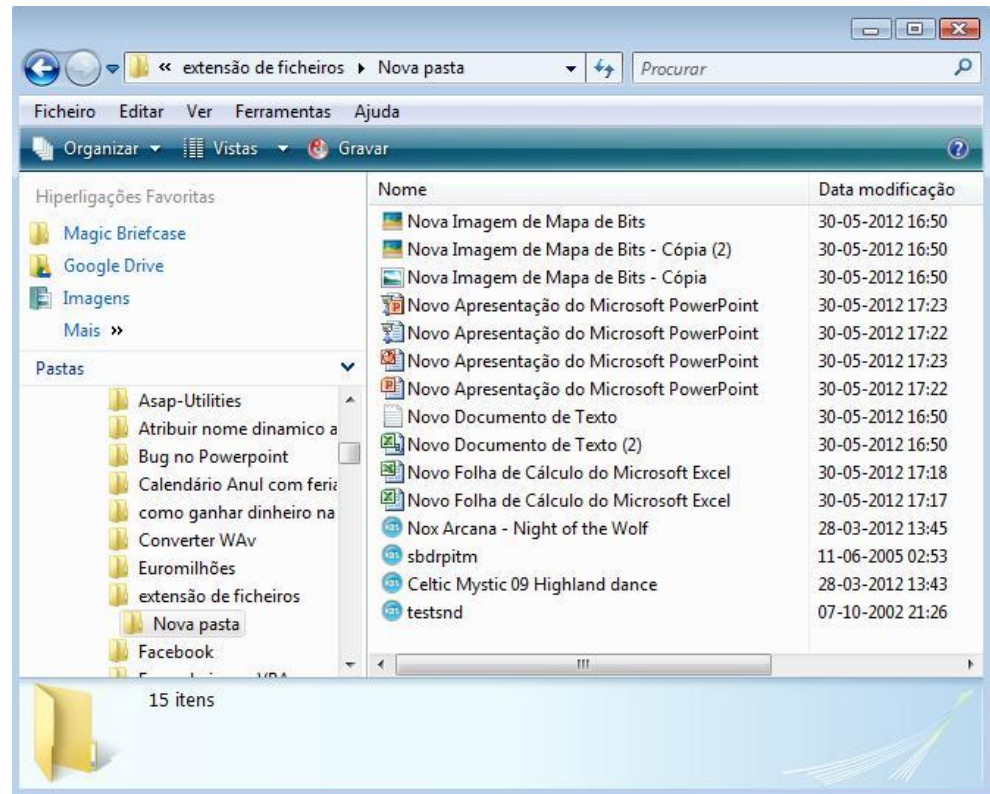 « extensão de ficheiros ▸ Nova pasta
Procurar
Ficheiro Editar Ver Ferramentas Ajuda
Organizar Vistas Gravar
Hiperligações Favoritas
Magic Briefcase
Google Drive
Imagens
Mais »
Pastas
Asap-Utilities
Atribuir nome dinamico a
Bug no Powerpoint
Calendário Anul com feria
como ganhar dinheiro na
Converter WAv
Euromilhões
extensão de ficheiros
Nova pasta
Facebook
Nome Data modificação
Nova Imagem de Mapa de Bits 30-05-2012 16:50
Nova Imagem de Mapa de Bits - Cópia (2) 30-05-2012 16:50
Nova Imagem de Mapa de Bits - Cópia 30-05-2012 16:50
Novo Apresentação do Microsoft PowerPoint 30-05-2012 17:23
Novo Apresentação do Microsoft PowerPoint 30-05-2012 17:22
Novo Apresentação do Microsoft PowerPoint 30-05-2012 17:23
Novo Apresentação do Microsoft PowerPoint 30-05-2012 17:22
Novo Documento de Texto 30-05-2012 16:50
Novo Documento de Texto (2) 30-05-2012 16:50
Novo Folha de Cálculo do Microsoft Excel 30-05-2012 17:18
Novo Folha de Cálculo do Microsoft Excel 30-05-2012 17:17
Nox Arcana - Night of the Wolf 28-03-2012 13:45
sbdrpitm 11-06-2005 02:53
Celtic Mystic 09 Highland dance 28-03-2012 13:43
testsnd 07-10-2002 21:26
15 itens